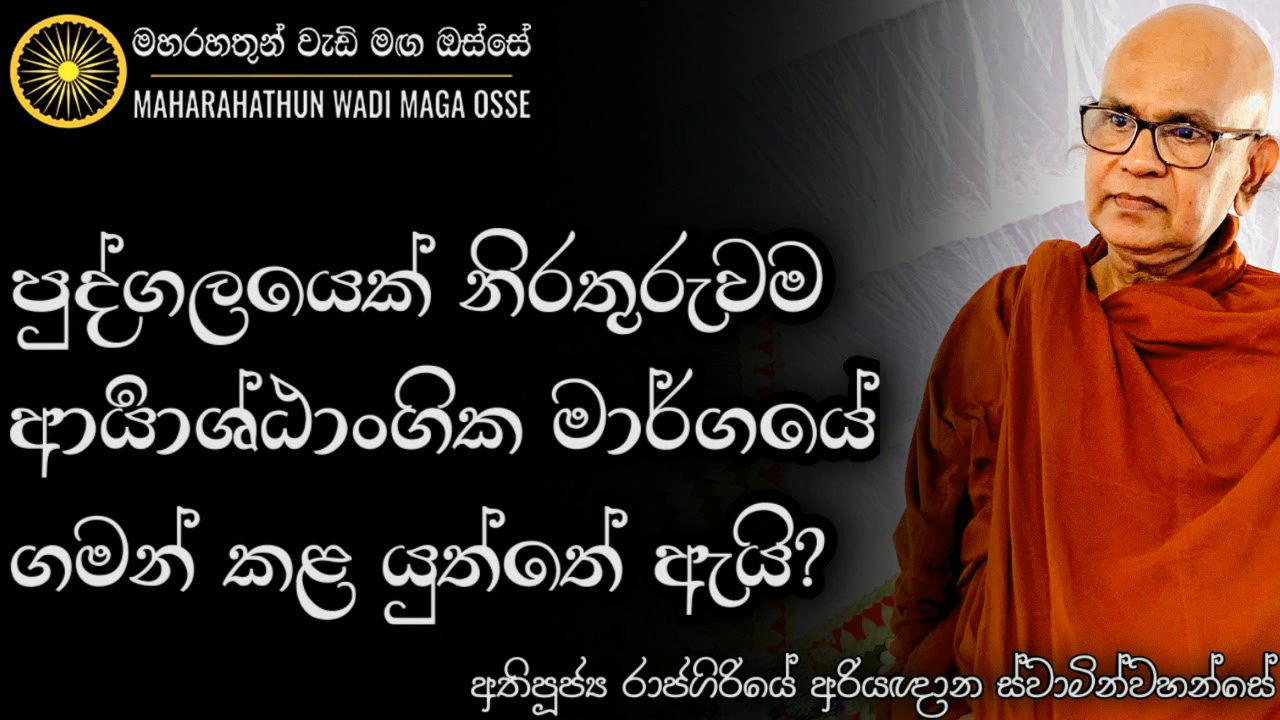 මහරහතුන් වැඩි මඟ ඔස්සේ
MAHARAHATHUN WADI MAGA OSSE
පුද්ගලයෙක් නිරතුරුවම
ආර්‍ය්‍යාශ්ඨාංගික මාර්ගයේ
ගමන් කළ යුත්තේ ඇයි?
අතිපූජ්‍ය රාජගිරියේ අරියඥාන ස්වාමින්වහන්සේ